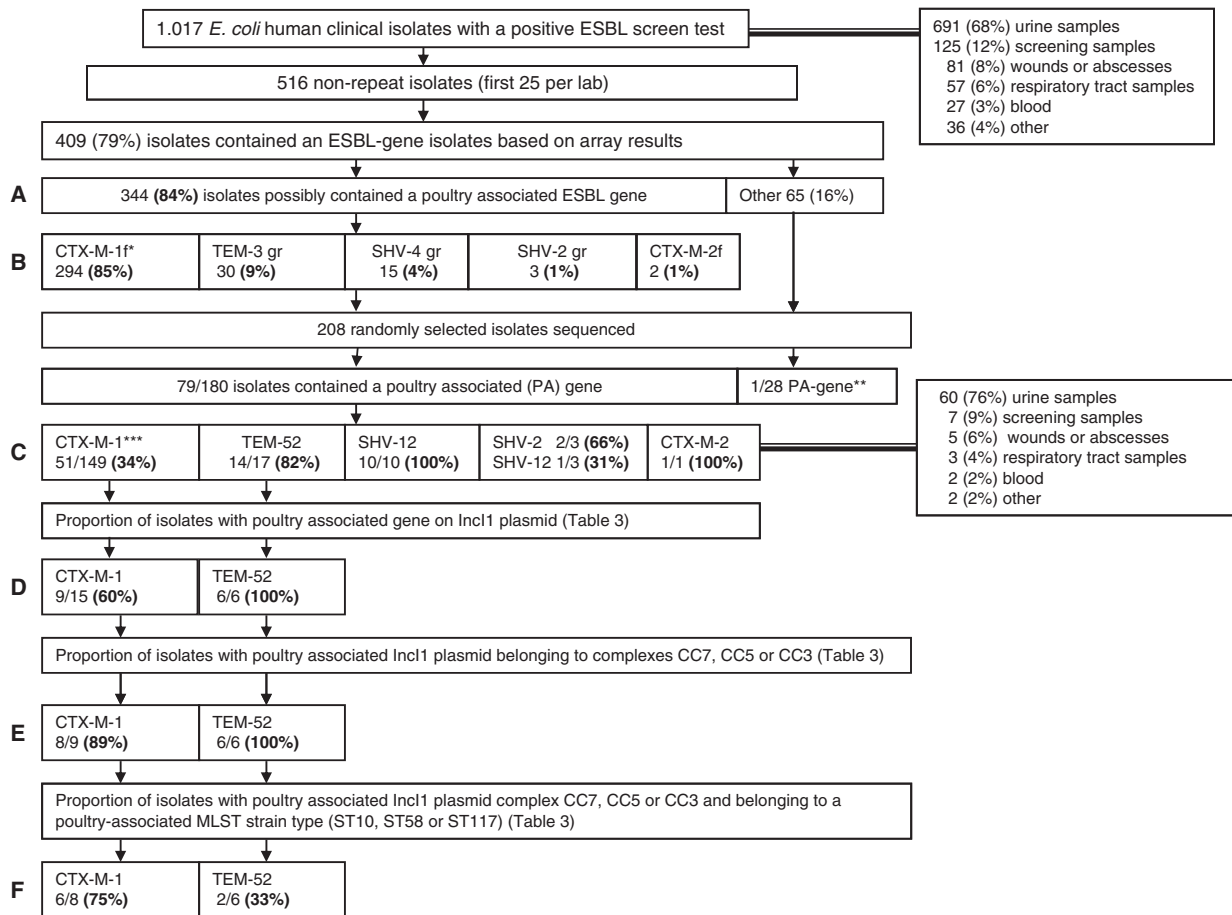 1.017 E. coli human clinical isolates with a positive ESBL screen test
691 (68%) urine samples
125 (12%) screening samples
81 (8%) wounds or abscesses
57 (6%) respiratory tract samples
27 (3%) blood
36 (4%) other
516 non-repeat isolates (first 25 per lab)
409 (79%) isolates contained an ESBL-gene isolates based on array results
A
344 (84%) isolates possibly contained a poultry associated ESBL gene
Other 65 (16%)
B
CTX-M-1f*
294 (85%)
TEM-3 gr
30 (9%)
SHV-4 gr
15 (4%)
SHV-2 gr
3 (1%)
CTX-M-2f
2 (1%)
208 randomly selected isolates sequenced
79/180 isolates contained a poultry associated (PA) gene
1/28 PA-gene**
60 (76%) urine samples
7 (9%) screening samples
5 (6%) wounds or abscesses
3 (4%) respiratory tract samples
2 (2%) blood
2 (2%) other
C
CTX-M-1***
51/149 (34%)
TEM-52
14/17 (82%)
SHV-12
10/10 (100%)
SHV-2 2/3 (66%)
SHV-12 1/3 (31%)
CTX-M-2
1/1 (100%)
Proportion of isolates with poultry associated gene on IncI1 plasmid (Table 3)
D
CTX-M-1
9/15 (60%)
TEM-52
6/6 (100%)
Proportion of isolates with poultry associated IncI1 plasmid belonging to complexes CC7, CC5 or CC3 (Table 3)
E
CTX-M-1
8/9 (89%)
TEM-52
6/6 (100%)
Proportion of isolates with poultry associated IncI1 plasmid complex CC7, CC5 or CC3 and belonging to a
poultry-associated MLST strain type (ST10, ST58 or ST117) (Table 3)
F
CTX-M-1
6/8 (75%)
TEM-52
2/6 (33%)